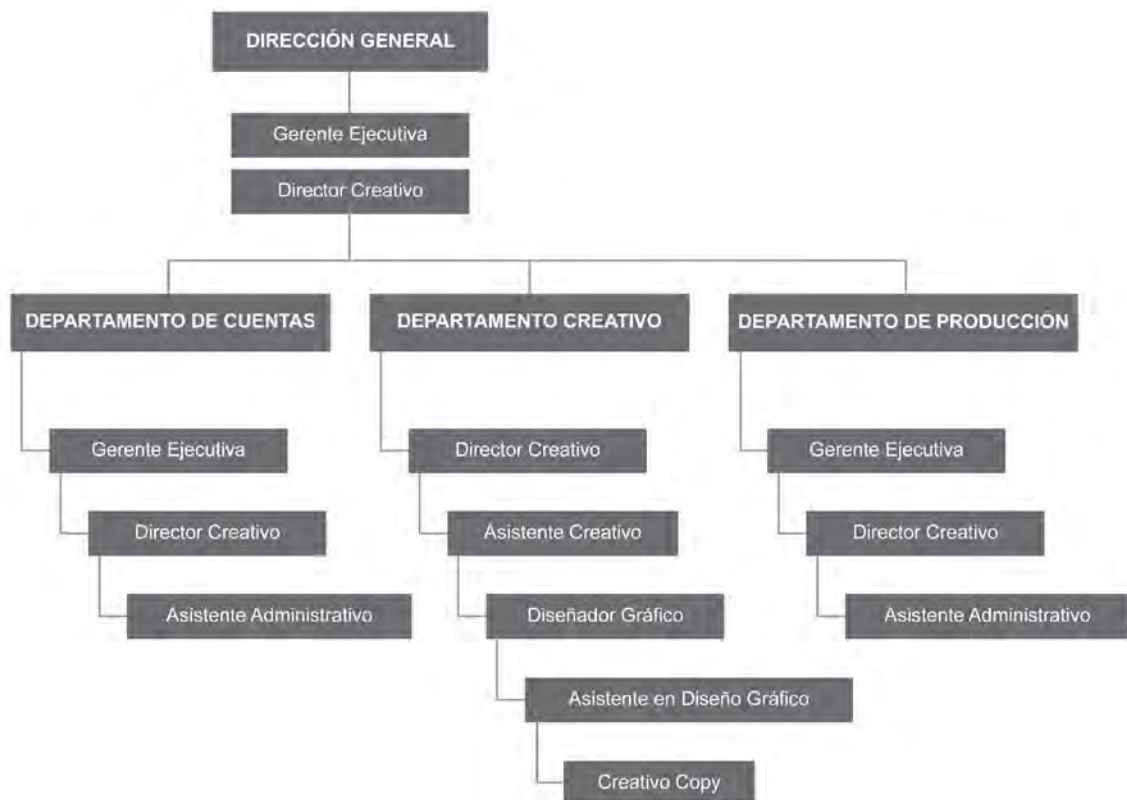 DIRECCIÓN GENERAL
Gerente Ejecutiva
Director Creativo
DEPARTAMENTO DE CUENTAS
Gerente Ejecutiva
Director Creativo
Asistente Administrativo
DEPARTAMENTO CREATIVO
Director Creativo
Asistente Creativo
Diseñador Gráfico
Asistente en Diseño Gráfico
Creativo Copy
DEPARTAMENTO DE PRODUCCIÓN
Gerente Ejecutiva
Director Creativo
Asistente Administrativo